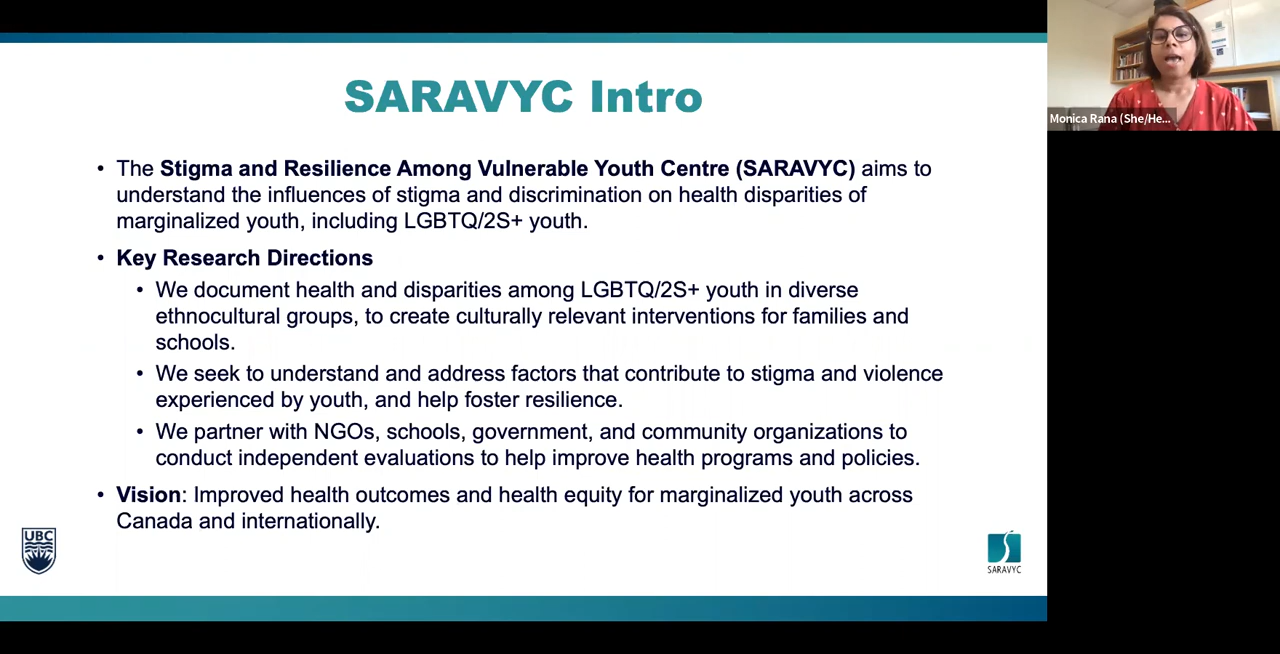 SARAVYC Intro
• The Stigma and Resilience Among Vulnerable Youth Centre (SARAVYC) aims to
understand the influences of stigma and discrimination on health disparities of
marginalized youth, including LGBTQ/2S+ youth.
• Key Research Directions
• We document health and disparities among LGBTQ/2S+ youth in diverse
ethnocultural groups, to create culturally relevant interventions for families and
schools.
• We seek to understand and address factors that contribute to stigma and violence
experienced by youth, and help foster resilience.
• We partner with NGOs, schools, government, and community organizations to
conduct independent evaluations to help improve health programs and policies.
• Vision: Improved health outcomes and health equity for marginalized youth across
Canada and internationally.
UBC
SARAVYC
Monica Rana (She/He...